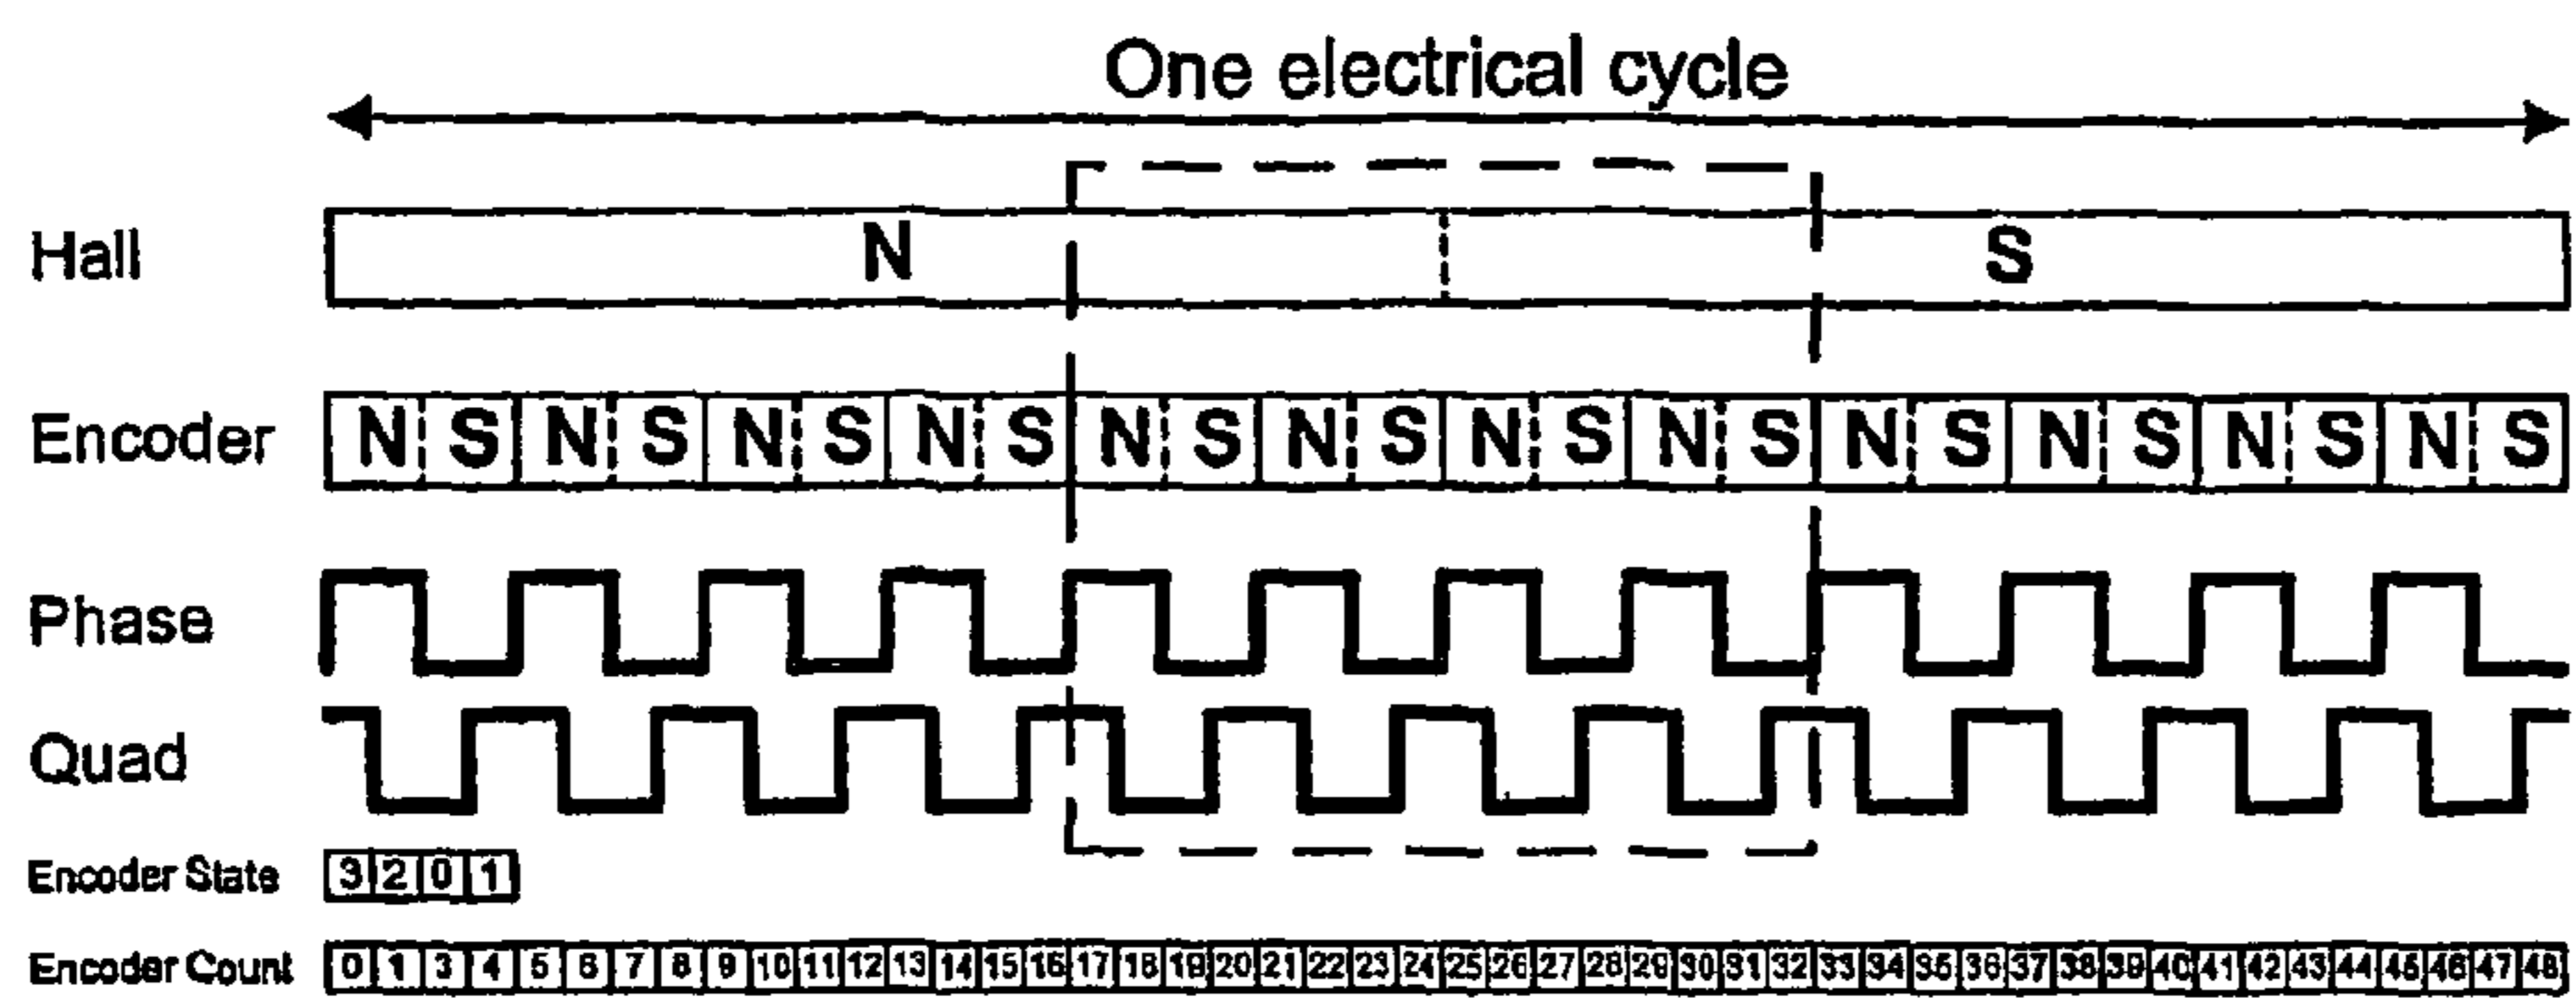 One electrical cycle
Hall N S
Encoder N S N S N S N S N S N S N S N S N S N S N S N S
Phase
Quad
Encoder State 3 2 0 1
Encoder Count 0 1 3 4 5 6 7 8 9 10 11 12 13 14 15 16 17 18 19 20 21 22 23 24 25 26 27 28 29 30 31 32 33 34 35 36 37 38 39 40 41 42 43 44 45 46 47 48